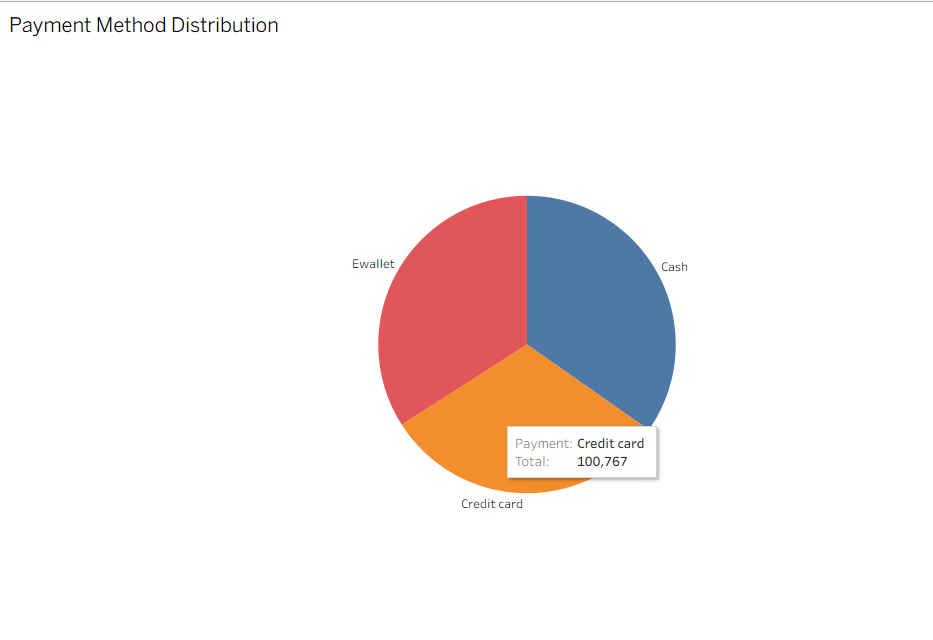 Payment Method Distribution
Ewallet
Cash
Payment: Credit card
Total: 100,767
Credit card